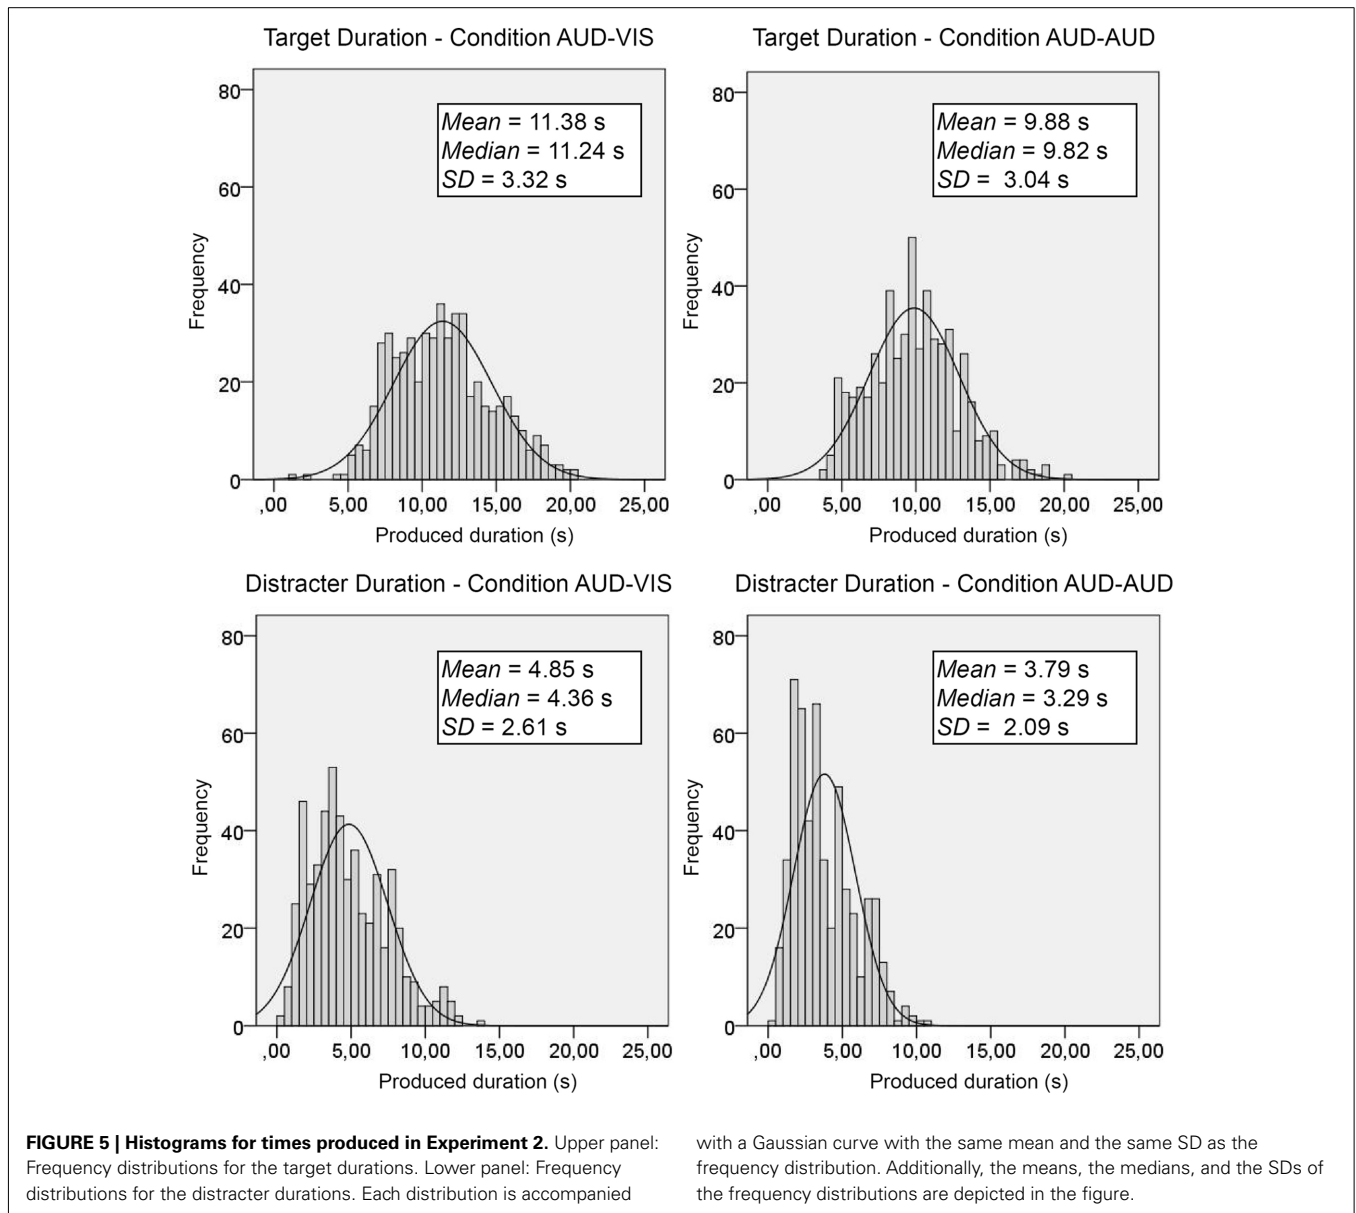 Target Duration - Condition AUD-VIS
80
60
40
20
0
Frequency
Mean = 11.38 s
Median = 11.24 s
SD = 3.32 s
,00 5,00 10,00 15,00 20,00 25,00
Produced duration (s)
Target Duration - Condition AUD-AUD
80
60
40
20
0
Frequency
Mean = 9.88 s
Median = 9.82 s
SD = 3.04 s
,00 5,00 10,00 15,00 20,00 25,00
Produced duration (s)
Distracter Duration - Condition AUD-VIS
80
60
40
20
0
Frequency
Mean = 4.85 s
Median = 4.36 s
SD = 2.61 s
,00 5,00 10,00 15,00 20,00 25,00
Produced duration (s)
Distracter Duration - Condition AUD-AUD
80
60
40
20
0
Frequency
Mean = 3.79 s
Median = 3.29 s
SD = 2.09 s
,00 5,00 10,00 15,00 20,00 25,00
Produced duration (s)
FIGURE 5 | Histograms for times produced in Experiment 2. Upper panel:
Frequency distributions for the target durations. Lower panel: Frequency
distributions for the distracter durations. Each distribution is accompanied
with a Gaussian curve with the same mean and the same SD as the
frequency distribution. Additionally, the means, the medians, and the SDs of
the frequency distributions are depicted in the figure.